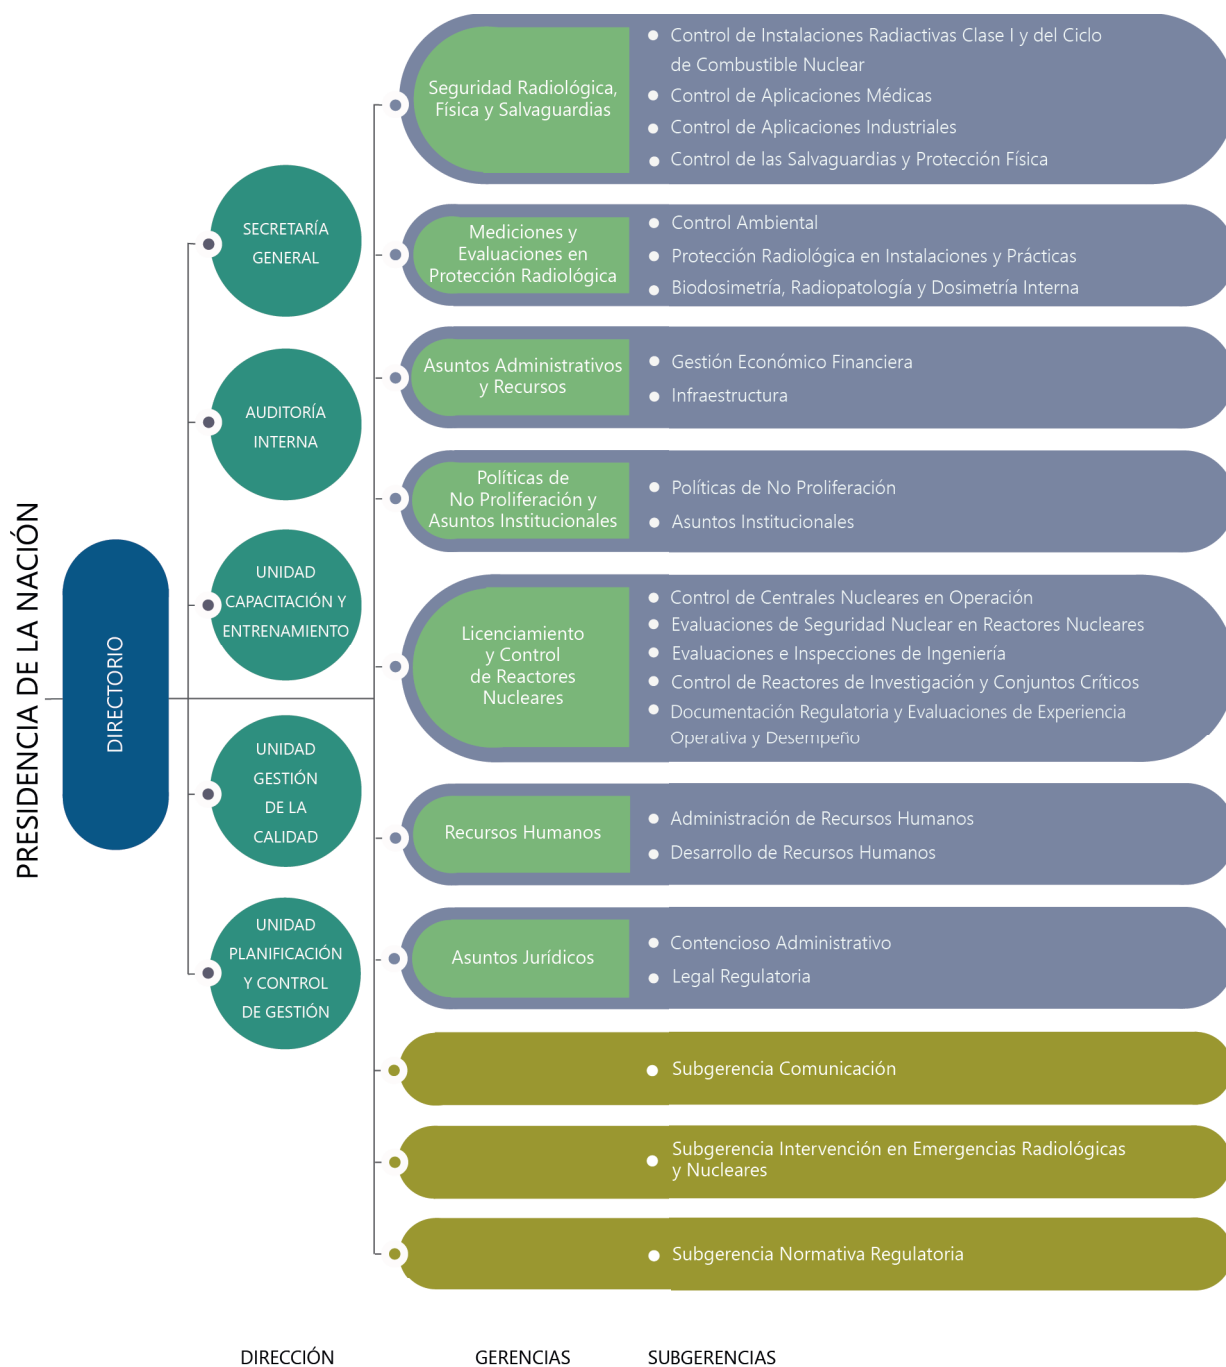 PRESIDENCIA DE LA NACIÓN
DIRECTORIO
SECRETARÍA
GENERAL
AUDITORÍA
INTERNA
UNIDAD
CAPACITACIÓN Y
ENTRENAMIENTO
UNIDAD
GESTIÓN
DE LA
CALIDAD
UNIDAD
PLANIFICACIÓN
Y CONTROL
DE GESTIÓN
Seguridad Radiológica,
Física y Salvaguardias
Control de Instalaciones Radiactivas Clase I y del Ciclo
de Combustible Nuclear
Control de Aplicaciones Médicas
Control de Aplicaciones Industriales
Control de las Salvaguardias y Protección Física
Mediciones y
Evaluaciones en
Protección Radiológica
Control Ambiental
Protección Radiológica en Instalaciones y Prácticas
Biodosimetría, Radiopatología y Dosimetría Interna
Asuntos Administrativos
y Recursos
Gestión Económico Financiera
Infraestructura
Políticas de
No Proliferación y
Asuntos Institucionales
Políticas de No Proliferación
Asuntos Institucionales
Licenciamiento
y Control
de Reactores
Nucleares
Control de Centrales Nucleares en Operación
Evaluaciones de Seguridad Nuclear en Reactores Nucleares
Evaluaciones e Inspecciones de Ingeniería
Control de Reactores de Investigación y Conjuntos Críticos
Documentación Regulatoria y Evaluaciones de Experiencia
Operativa y Desempeño
Recursos Humanos
Administración de Recursos Humanos
Desarrollo de Recursos Humanos
Asuntos Jurídicos
Contencioso Administrativo
Legal Regulatoria
Subgerencia Comunicación
Subgerencia Intervención en Emergencias Radiológicas
y Nucleares
Subgerencia Normativa Regulatoria
DIRECCIÓN
GERENCIAS
SUBGERENCIAS